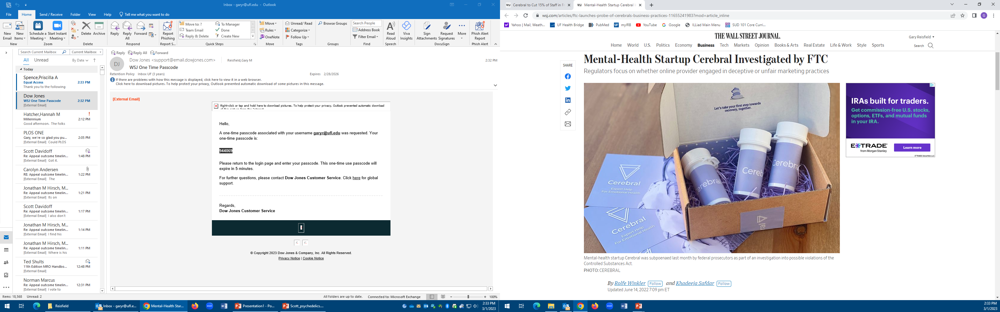 Inbox - garyr@ufl.edu - Outlook
File Home Send / Receive Folder View Help Tell me what you want to do
New Email
New Items
New
Schedule a Meeting
Start Instant Meeting
Zoom
Delete
Archive
Delete
Reply
Reply All
Forward
Respond
Report Phishing
Report S...
Move to: ?
Team Email
Reply & Delete
To Manager
Done
Create New
Quick Steps
Move
Rules
OneNote
Move
Unread/ Read
Categorize
Follow Up
Tags
Browse Groups
Groups
Search People
Address Book
Filter Email
Find
Read Aloud
Speech
Viva Insights
Sign Attachments
Request Signatures
DocuSign
More
Phish Alert Report
Phish Alert
Search Current Mailbox
Current Mailbox
All Unread By Date
Today
Spence,Priscilla A
Equal Access 2:33 PM
Thank you to the following
Dow Jones
WSJ One Time Passcode 2:32 PM
[External Email]
Hatcher,Hannah M !
Millennium 2:12 PM
Good afternoon. The folks
PLOS ONE
Gary, we're so glad you pu... 2:05 PM
[External Email] Could PLOS
Scott Davidoff
Re: Appeal outcome timelin... 1:48 PM
[External Email] Got it.
Carolyn Andersen
RE: Appeal outcome timelin... 1:22 PM
[External Email] The
Jonathan M Hirsch, M...
Re: Appeal outcome timelin... 1:21 PM
[External Email] Its on
Scott Davidoff
Re: Appeal outcome timelin... 1:17 PM
[External Email] I also don't
Jonathan M Hirsch, M...
Re: Appeal outcome timelin... 1:14 PM
[External Email] I find his
Jonathan M Hirsch, M...
Re: Appeal outcome timelin... 1:11 PM
[External Email] Where is his
Ted Shults
11th Edition MRO Handbo... 12:48 PM
[External Email]
Norman Marcus
Re: Appeal outcome timelin... 12:31 PM
[External Email] I vote to
Reply Reply All Forward
DJ
Dow Jones <support@email.dowjones.com> Reisfield,Gary M 2:32 PM
WSJ One Time Passcode
Retention Policy Inbox UF (3 years) Expires 2/28/2026
If there are problems with how this message is displayed, click here to view it in a web browser.
Click here to download pictures. To help protect your privacy, Outlook prevented automatic download of some pictures in this message.
[External Email]
Right-click or tap and hold here to download pictures. To help protect your privacy, Outlook prevented automatic download
of this picture from the Internet.
Hello,
A one-time passcode associated with your username garyr@ufl.edu was requested. Your
one-time passcode is:
944069
Please return to the login page and enter your passcode. This one-time use passcode will
expire in 5 minutes.
For further questions, please contact Dow Jones Customer Service. Click here for global
support.
Regards,
Dow Jones Customer Service
© Copyright 2023 Dow Jones & Company, Inc. All Rights Reserved.
Privacy Notice | Cookie Notice
Items: 18,568 Unread: 2 All folders are up to date. Connected to: Microsoft Exchange 100%
Reisfield
Inbox - garyr@ufl.e...
Mental-Health Star...
zoom
Presentation1 - Po...
Scott_psychedelics....
2:33 PM
3/1/2023
WSJ Cerebral to Cut 15% of Staff in F
WSJ Mental-Health Startup Cerebral I
wsj.com/articles/ftc-launches-probe-of-cerebrals-business-practices-11655241983?mod=article_inline
G
Yahoo | Mail, Weath... UF Health Bridge PubMed UF myIRB YouTube Google ILLiad Main Menu SUD 101 Core Curri...
THE WALL STREET JOURNAL.
Gary Reisfield
Home World U.S. Politics Economy Business Tech Markets Opinion Books & Arts Real Estate Life & Work Style Sports
Search
SHARE
Mental-Health Startup Cerebral Investigated by FTC
Regulators focus on whether online provider engaged in deceptive or unfair marketing practices
Let's take your first step towards
recovery, together.
Cerebral
Cerebral
Cerebral
Cerebral
Expert Help
For Emotional Health
Cerebral
Expert Help
For Emotional Health
IRAs built for traders.
Get commission-free U.S. stocks,
options, ETFs, and mutual funds
in your IRA.
E*TRADE
from Morgan Stanley
Learn more
E*TRADE Securities LLC
Mental-health startup Cerebral was subpoenaed last month by federal prosecutors as part of an investigation into possible violations of the
Controlled Substances Act.
PHOTO: CEREBRAL
By Rolfe Winkler Follow and Khadeeja Safdar Follow
Updated June 14, 2022 7:09 pm ET
zoom
2:33 PM
3/1/2023